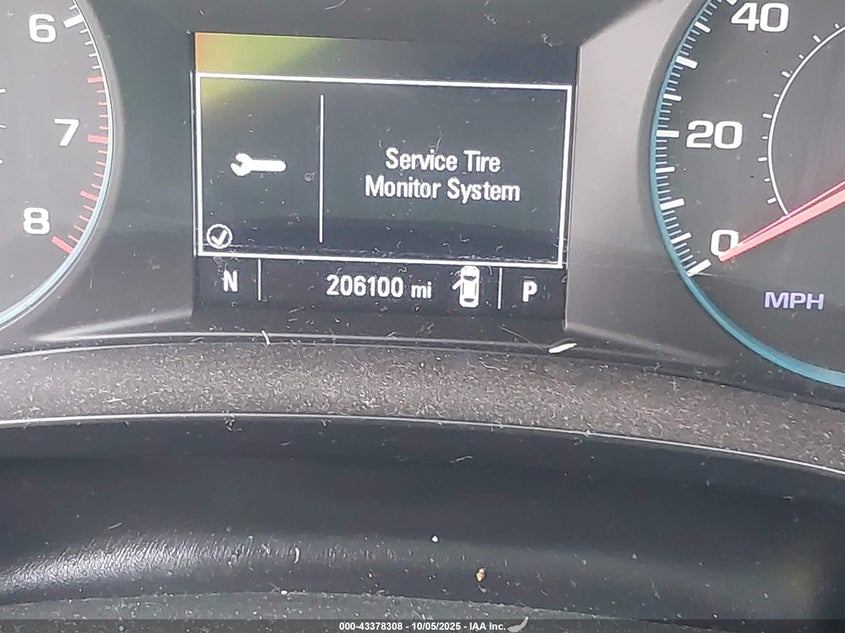 6
7
8
Service Tire
Monitor System
N
206100 mi
P
40
20
0
MPH
000-43378308 - 10/05/2025 - IAA Inc.